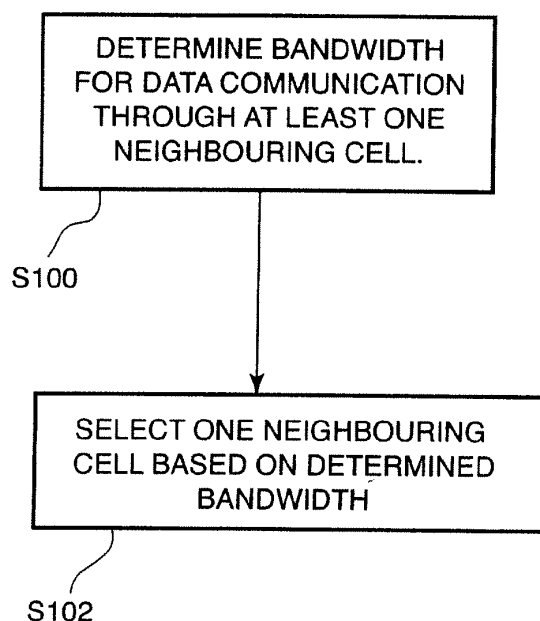 DETERMINE BANDWIDTH
FOR DATA COMMUNICATION
THROUGH AT LEAST ONE
NEIGHBOURING CELL.
S100
SELECT ONE NEIGHBOURING
CELL BASED ON DETERMINED
BANDWIDTH
S102